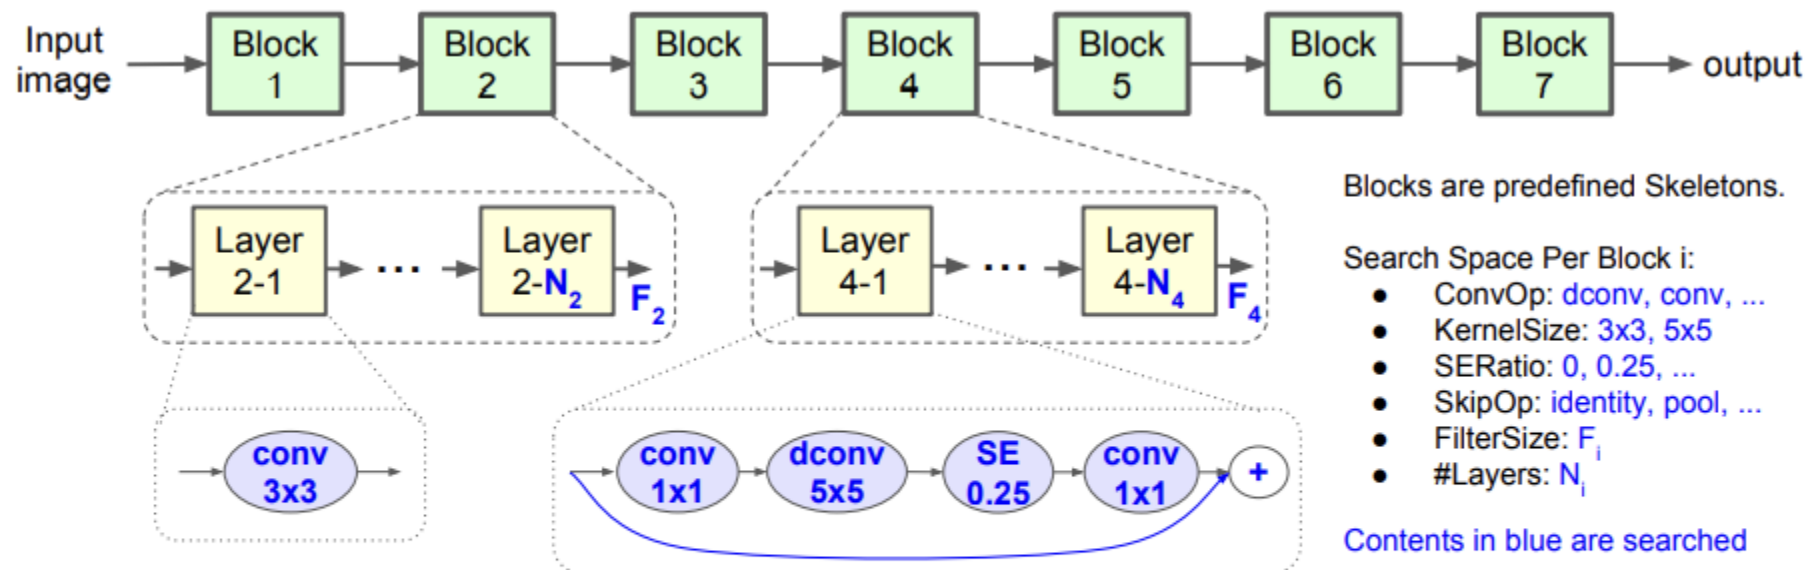 Input
image
Block
1
Block
2
Block
3
Block
4
Block
5
Block
6
Block
7
output
Layer
2-1
...
Layer
2-N₂
F₂
Layer
4-1
...
Layer
4-N₄
F₄
conv
3x3
conv
1x1
dconv
5x5
SE
0.25
conv
1x1
+
Blocks are predefined Skeletons.
Search Space Per Block i:
● ConvOp: dconv, conv, ...
● KernelSize: 3x3, 5x5
● SERatio: 0, 0.25, ...
● SkipOp: identity, pool, ...
● FilterSize: Fᵢ
● #Layers: Nᵢ
Contents in blue are searched